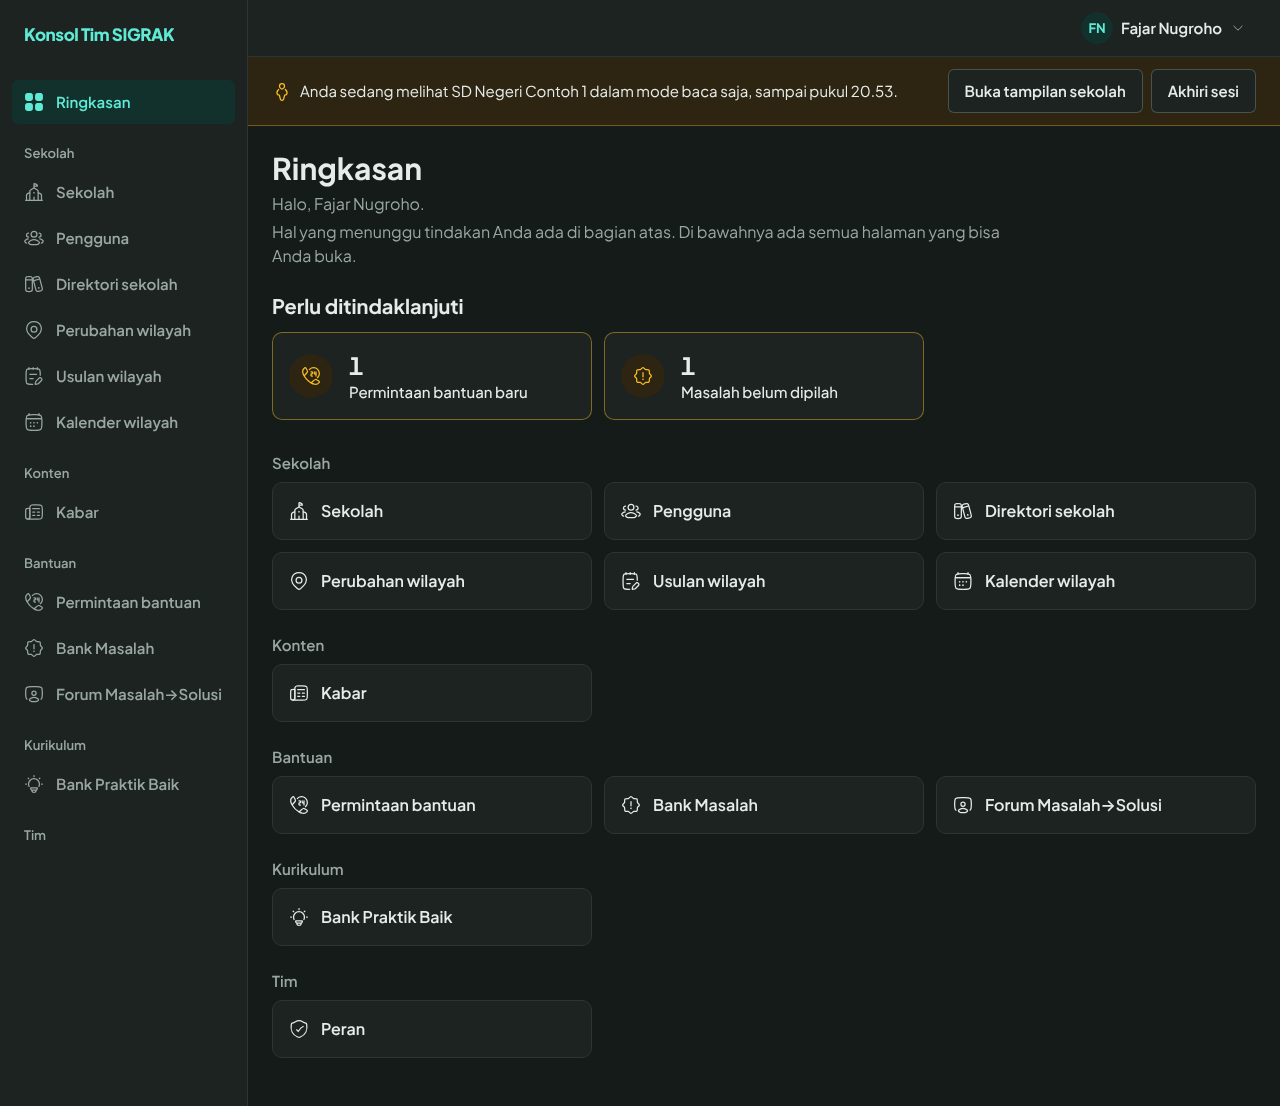 Konsol Tim SIGRAK
Ringkasan
Sekolah
Sekolah
Pengguna
Direktori sekolah
Perubahan wilayah
Usulan wilayah
Kalender wilayah
Konten
Kabar
Bantuan
Permintaan bantuan
Bank Masalah
Forum Masalah→Solusi
Kurikulum
Bank Praktik Baik
Tim
FN Fajar Nugroho
Anda sedang melihat SD Negeri Contoh 1 dalam mode baca saja, sampai pukul 20.53.
Buka tampilan sekolah
Akhiri sesi
Ringkasan
Halo, Fajar Nugroho.
Hal yang menunggu tindakan Anda ada di bagian atas. Di bawahnya ada semua halaman yang bisa
Anda buka.
Perlu ditindaklanjuti
1
Permintaan bantuan baru
1
Masalah belum dipilah
Sekolah
Sekolah
Pengguna
Direktori sekolah
Perubahan wilayah
Usulan wilayah
Kalender wilayah
Konten
Kabar
Bantuan
Permintaan bantuan
Bank Masalah
Forum Masalah→Solusi
Kurikulum
Bank Praktik Baik
Tim
Peran